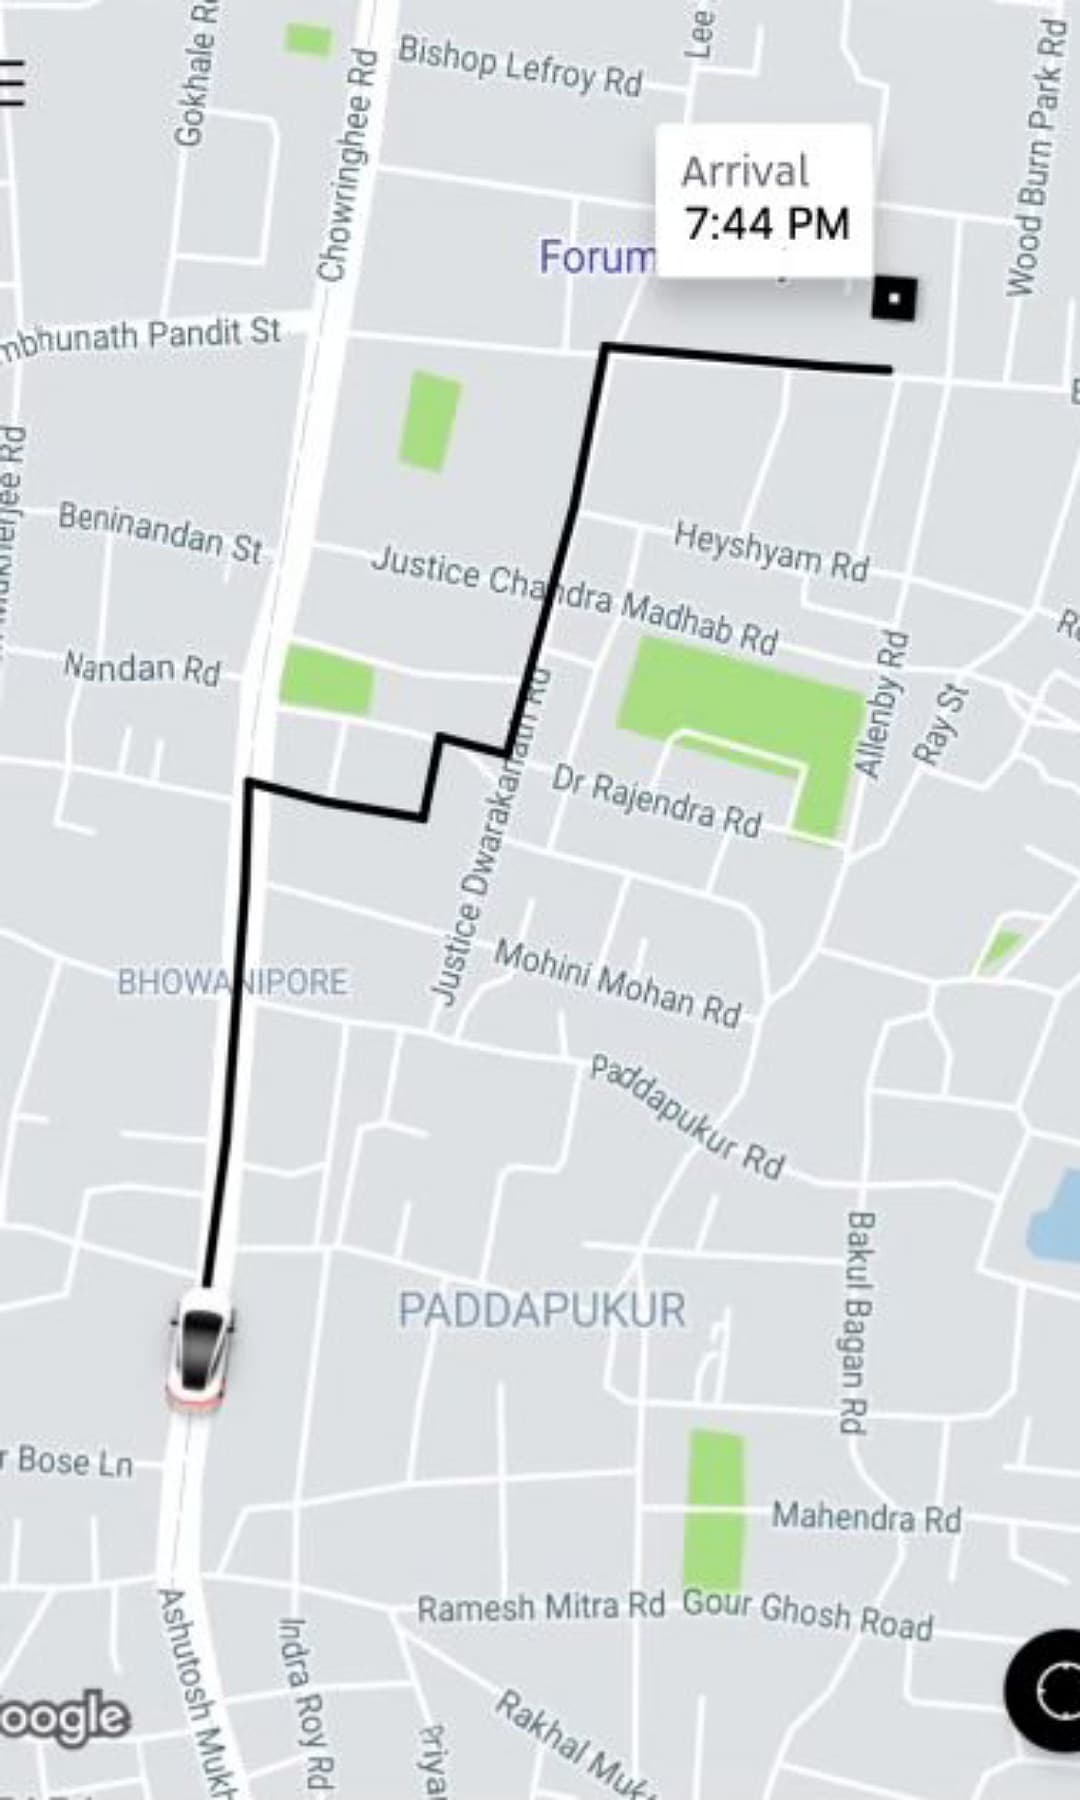 Gokhale R
Chowringhee Rd
Bishop Lefroy Rd
Lee
Wood Burn Park Rd
Arrival
7:44 PM
Forum
mbhunath Pandit St
Mukherjee Rd
Beninandan St
Heyshyam Rd
Justice Chandra Madhab Rd
Nandan Rd
Allenby Rd
Ray St
Justice Dwarakanath Rd
Dr Rajendra Rd
BHOWANIPORE
Mohini Mohan Rd
Paddapukur Rd
Bakul Bagan Rd
PADDAPUKUR
r Bose Ln
Mahendra Rd
Ramesh Mitra Rd
Gour Ghosh Road
Ashutosh Mukh
Indra Roy Rd
Priya
Rakhal Muk
oogle